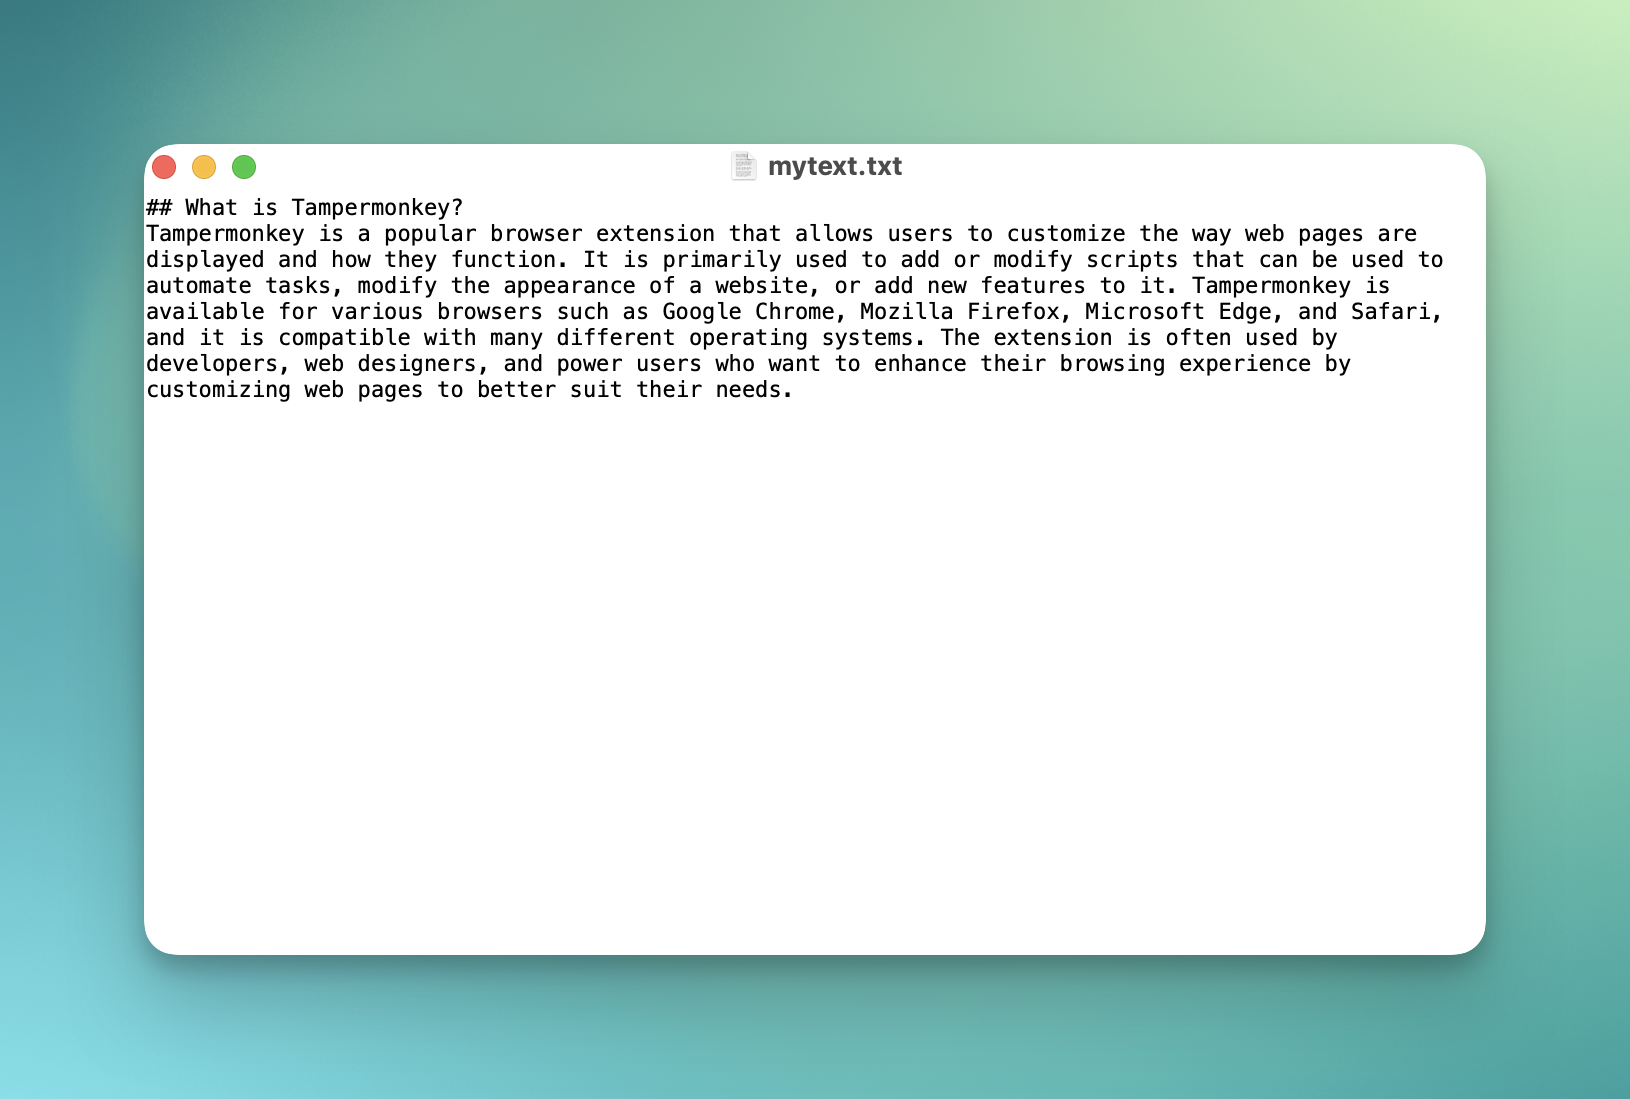 mytext.txt
## What is Tampermonkey?
Tampermonkey is a popular browser extension that allows users to customize the way web pages are
displayed and how they function. It is primarily used to add or modify scripts that can be used to
automate tasks, modify the appearance of a website, or add new features to it. Tampermonkey is
available for various browsers such as Google Chrome, Mozilla Firefox, Microsoft Edge, and Safari,
and it is compatible with many different operating systems. The extension is often used by
developers, web designers, and power users who want to enhance their browsing experience by
customizing web pages to better suit their needs.